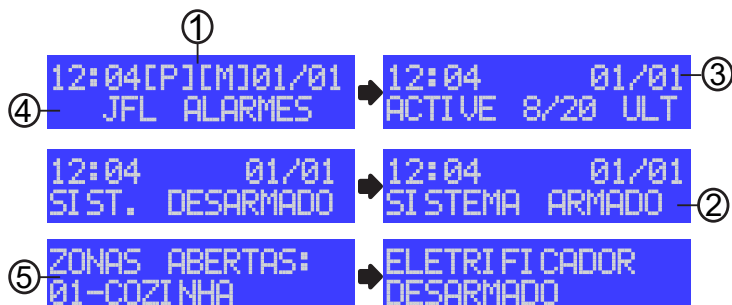 1
12:04[P][M]01/01
JFL ALARMES
4
12:04 01/01
ACTIVE 8/20 ULT
3
12:04 01/01
SIST. DESARMADO
12:04 01/01
SISTEMA ARMADO
2
ZONAS ABERTAS:
01-COZINHA
5
ELETRIFICADOR
DESARMADO